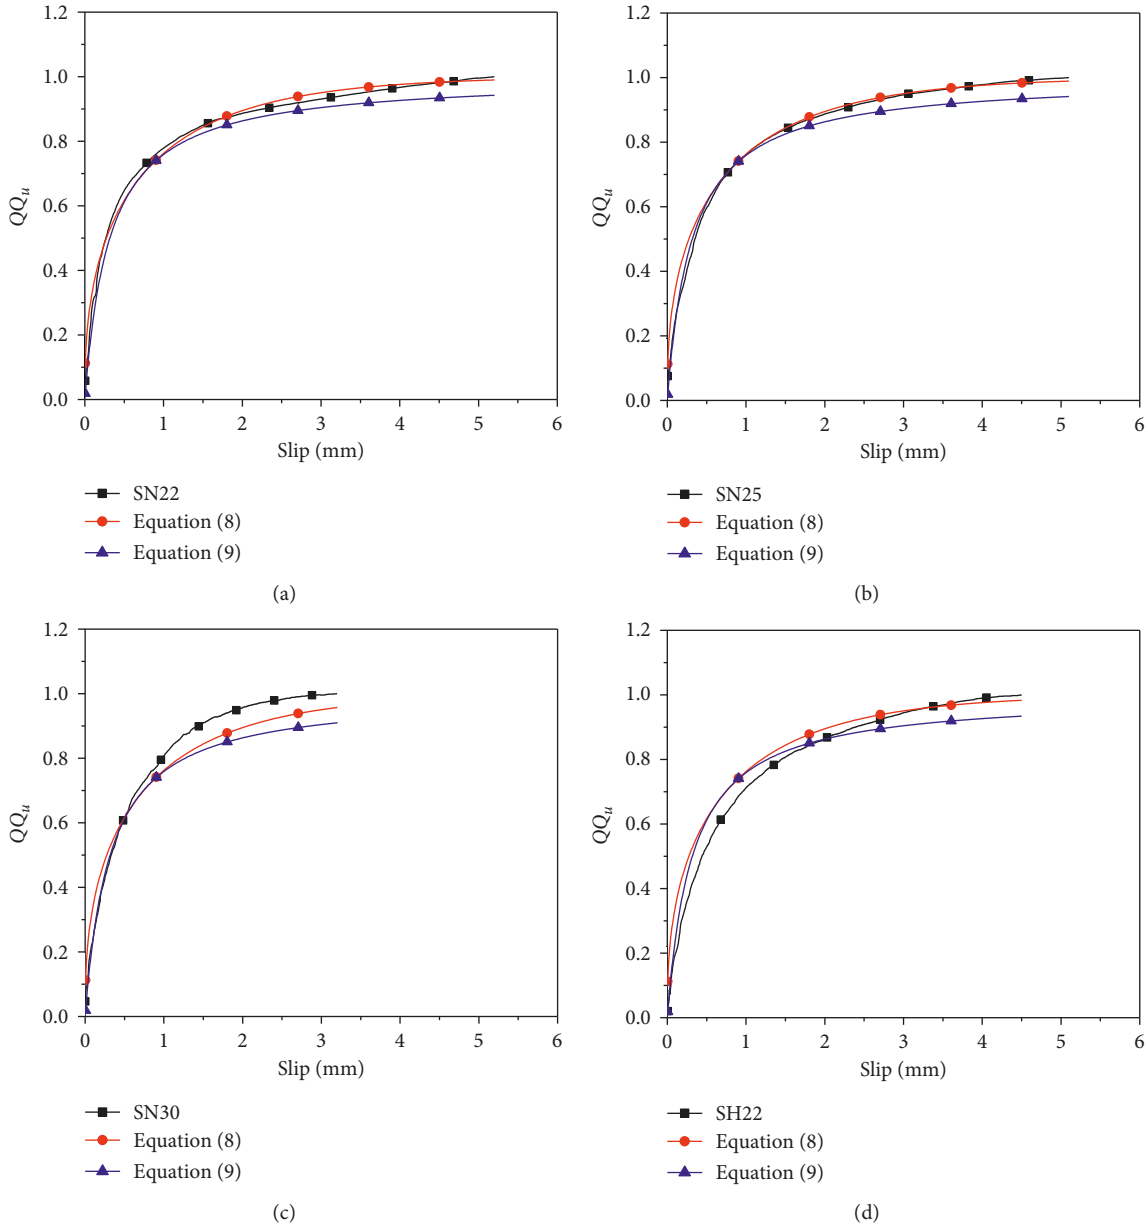 1.2
1.0
0.8
0.6
0.4
0.2
0.0
QQu
0 1 2 3 4 5 6
Slip (mm)
SN22
Equation (8)
Equation (9)
(a)
1.2
1.0
0.8
0.6
0.4
0.2
0.0
QQu
0 1 2 3 4 5 6
Slip (mm)
SN25
Equation (8)
Equation (9)
(b)
1.2
1.0
0.8
0.6
0.4
0.2
0.0
QQu
0 1 2 3 4 5 6
Slip (mm)
SN30
Equation (8)
Equation (9)
(c)
1.2
1.0
0.8
0.6
0.4
0.2
0.0
QQu
0 1 2 3 4 5 6
Slip (mm)
SH22
Equation (8)
Equation (9)
(d)